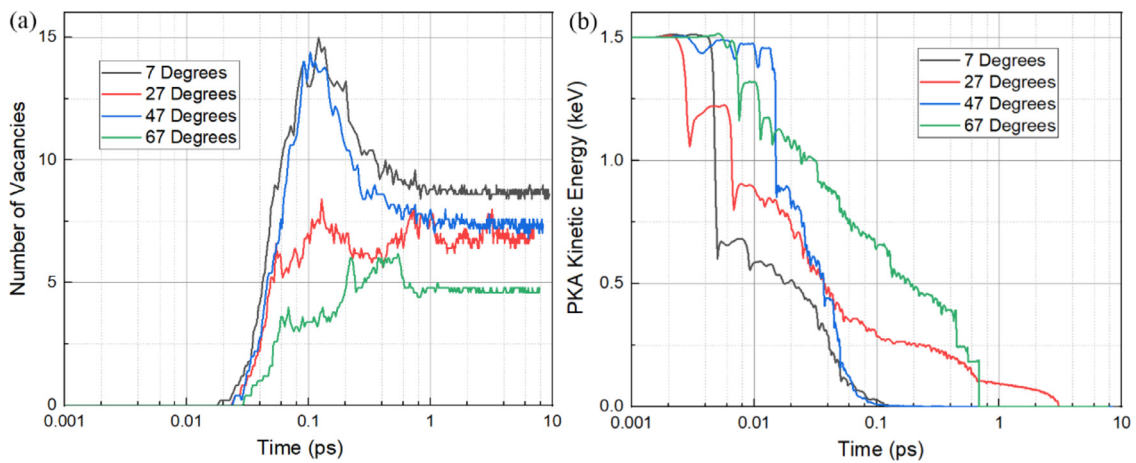 (a)
Number of Vacancies
15
10
5
0
7 Degrees
27 Degrees
47 Degrees
67 Degrees
0.001
0.01
0.1
1
10
Time (ps)
(b)
PKA Kinetic Energy (keV)
1.5
1.0
0.5
0.0
7 Degrees
27 Degrees
47 Degrees
67 Degrees
0.001
0.01
0.1
1
10
Time (ps)